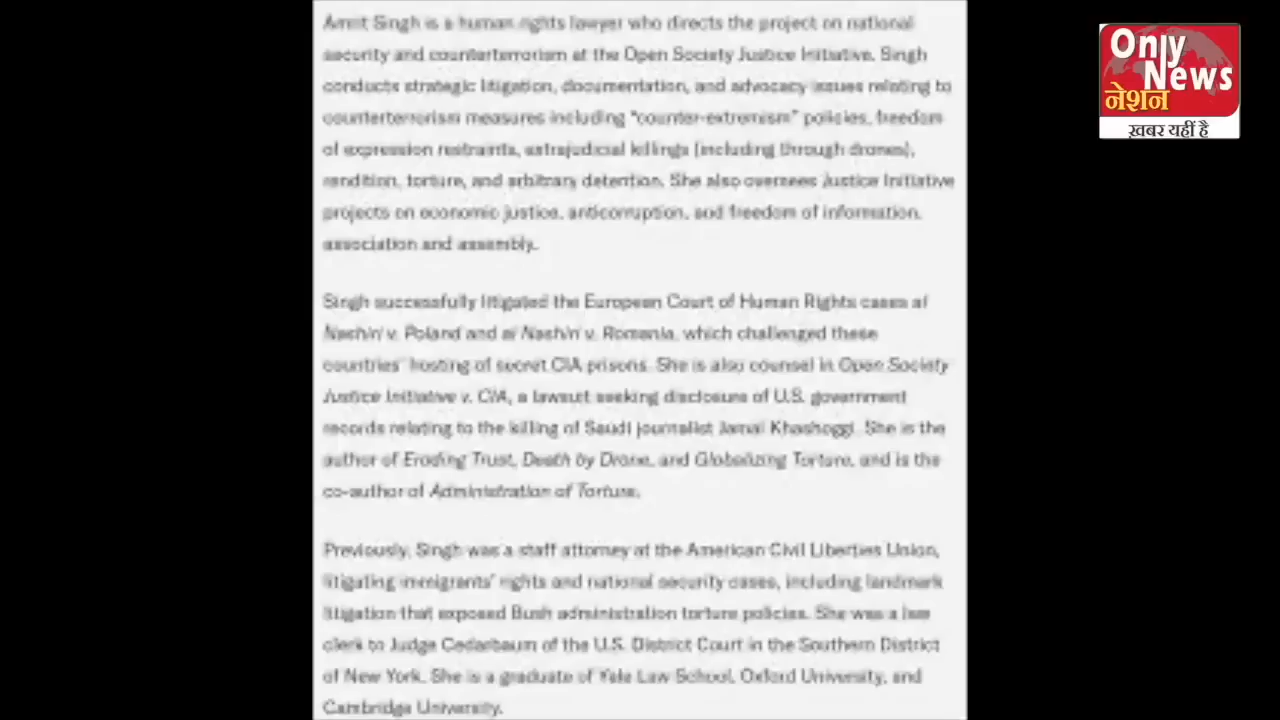 Amrit Singh is a human rights lawyer who directs the project on national
security and counterterrorism at the Open Society Justice Initiative. Singh
conducts strategic litigation, documentation, and advocacy issues relating to
counterterrorism measures including "counter-extremism" policies, freedom
of expression restraints, extrajudicial killings (including through drones),
rendition, torture, and arbitrary detention. She also oversees Justice Initiative
projects on economic justice, anticorruption, and freedom of information,
association and assembly.
Singh successfully litigated the European Court of Human Rights cases al
Nashiri v. Poland and al Nashiri v. Romania, which challenged these
countries' hosting of secret CIA prisons. She is also counsel in Open Society
Justice Initiative v. CIA, a lawsuit seeking disclosure of U.S. government
records relating to the killing of Saudi journalist Jamal Khashoggi. She is the
author of Eroding Trust, Death by Drone, and Globalizing Torture, and is the
co-author of Administration of Torture.
Previously, Singh was a staff attorney at the American Civil Liberties Union,
litigating immigrants' rights and national security cases, including landmark
litigation that exposed Bush administration torture policies. She was a law
clerk to Judge Cedarbaum of the U.S. District Court in the Southern District
of New York. She is a graduate of Yale Law School, Oxford University, and
Cambridge University.
Only
News
नेशन
ख़बर यहीं है